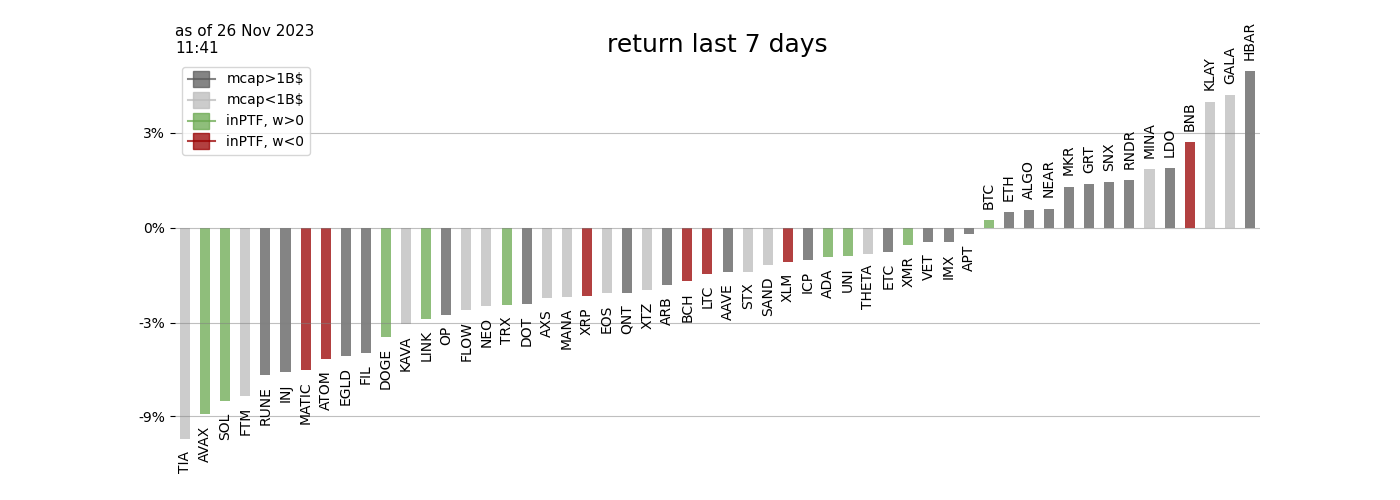 as of 26 Nov 2023
11:41
return last 7 days
mcap>1B$
mcap<1B$
inPTF, w>0
inPTF, w<0
3%
0%
-3%
-9%
TIA
AVAX
SOL
FTM
RUNE
INJ
MATIC
ATOM
EGLD
FIL
DOGE
KAVA
LINK
OP
FLOW
NEO
TRX
DOT
AXS
MANA
XRP
EOS
QNT
XTZ
ARB
BCH
LTC
AAVE
STX
SAND
XLM
ICP
ADA
UNI
THETA
ETC
XMR
VET
IMX
APT
BTC
ETH
ALGO
NEAR
MKR
GRT
SNX
RNDR
MINA
LDO
BNB
KLAY
GALA
HBAR